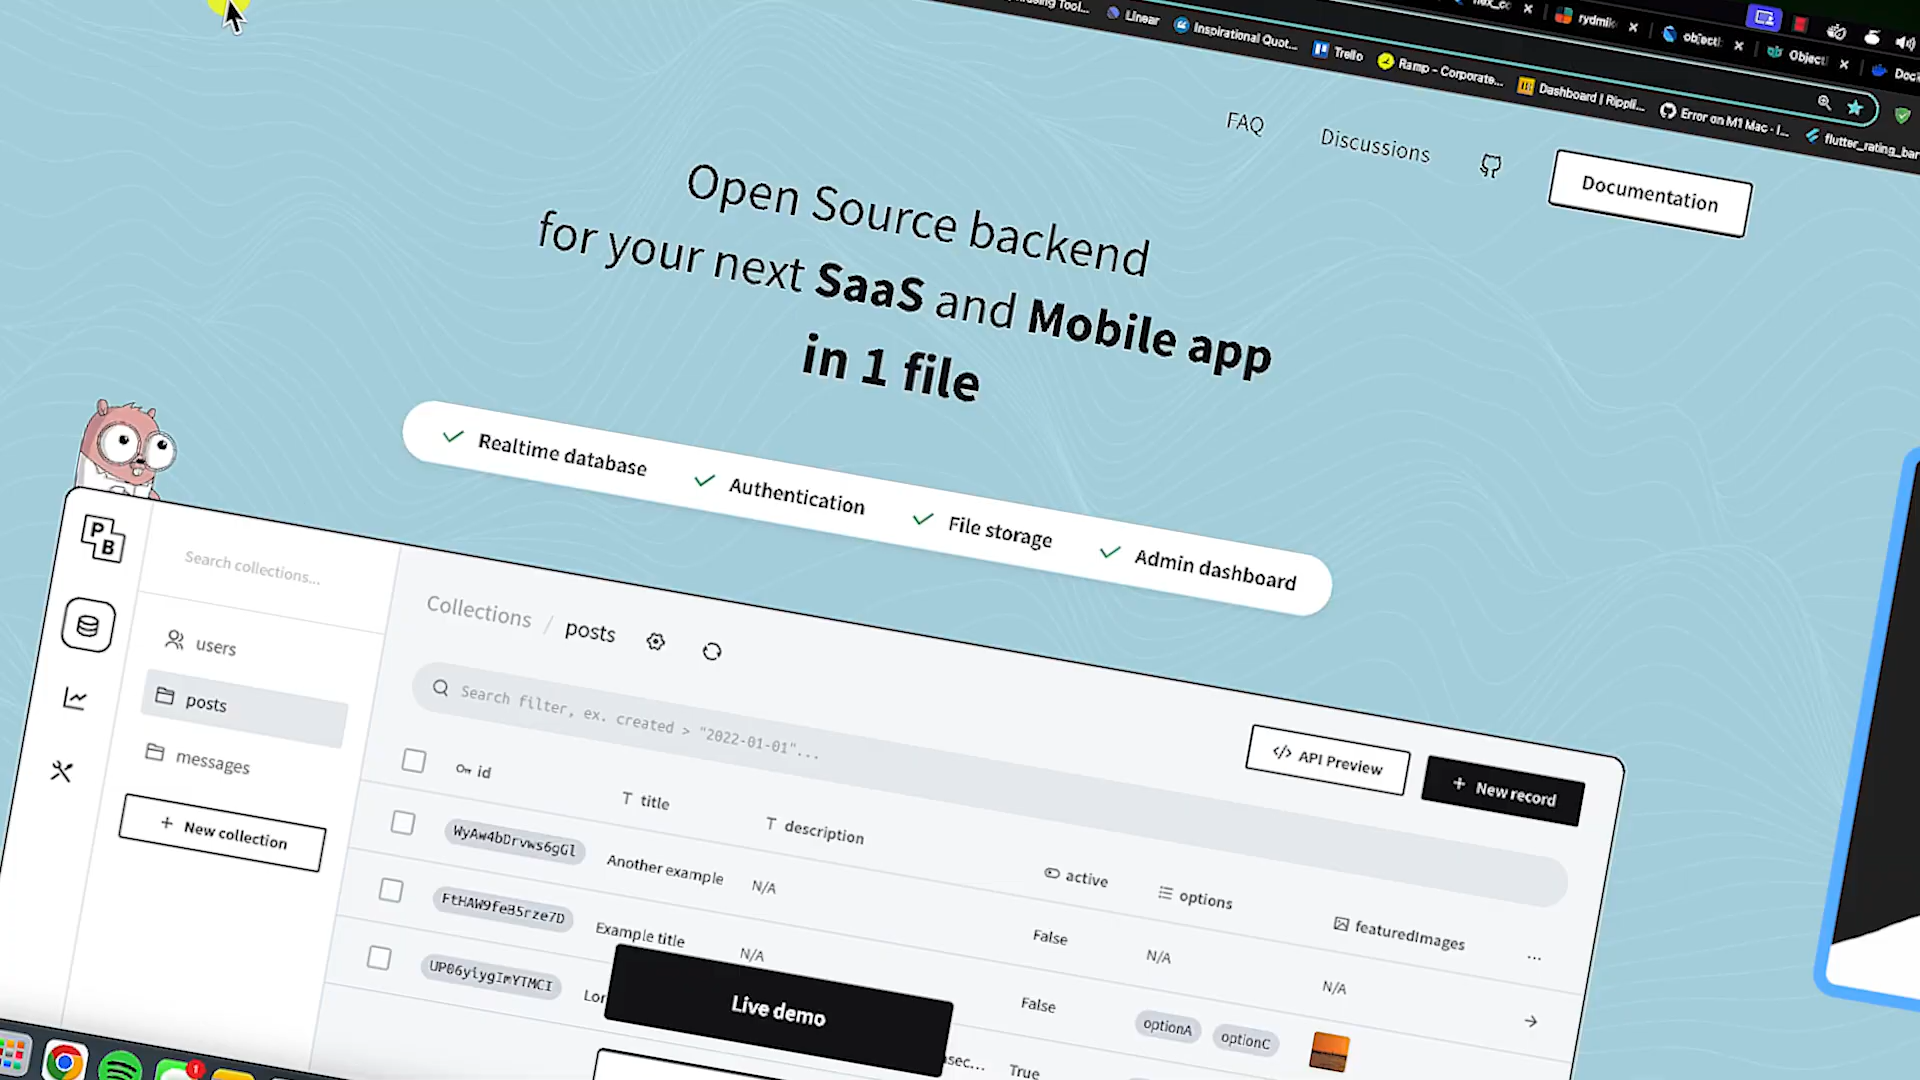 Linear
Inspirational Quot...
Trello
Ramp - Corporate...
Dashboard | Rippli...
Error on M1 Mac - I...
flutter_rating_bar
FAQ
Discussions
Documentation
Open Source backend
for your next SaaS and Mobile app
in 1 file
Realtime database
Authentication
File storage
Admin dashboard
PB
Search collections...
users
posts
messages
+ New collection
Collections / posts
Search filter, ex. created > "2022-01-01"...
</> API Preview
+ New record
id
title
description
active
options
featuredImages
...
WyAw4bDrvws6gGl
Another example
N/A
False
N/A
N/A
FtHAW9feB5rze7D
Example title
N/A
False
optionA
optionC
UP06yiygImYTMCI
True
Live demo
1